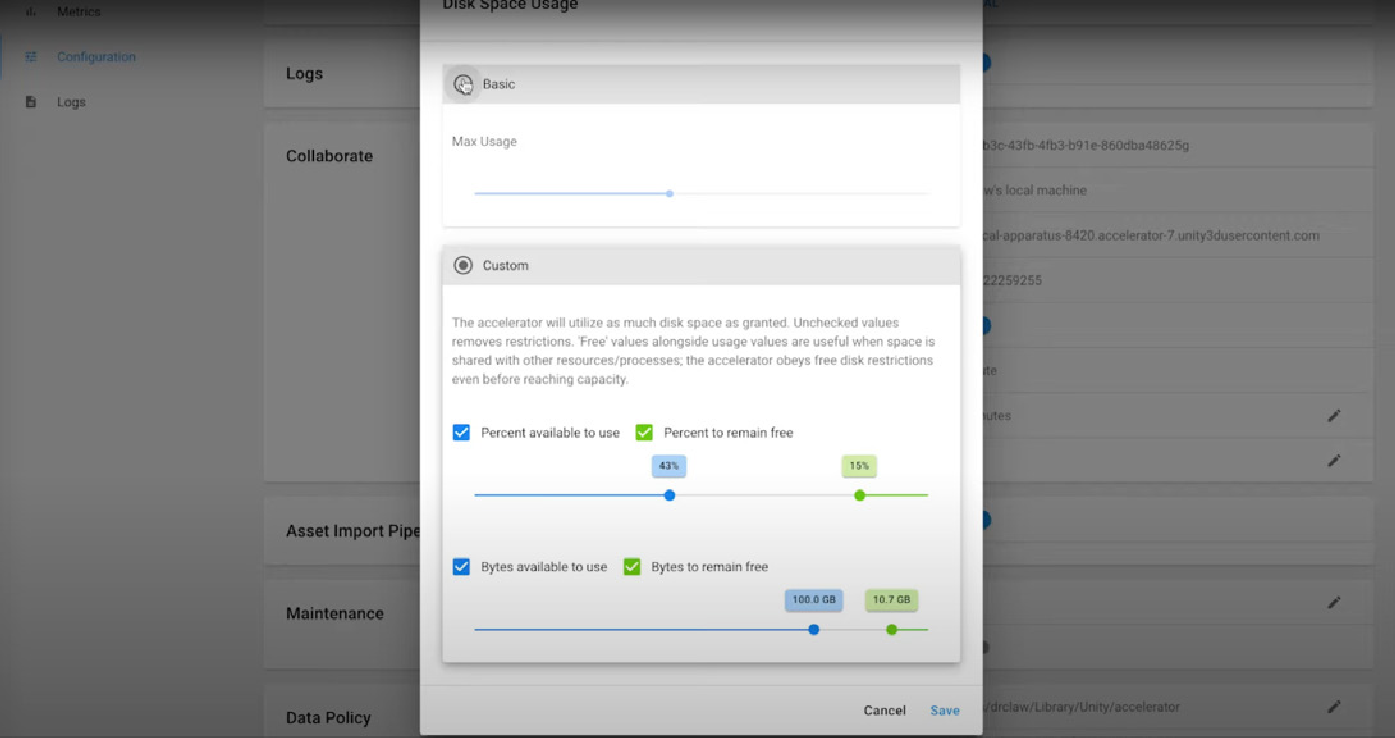 Metrics
Configuration
Logs
Logs
Collaborate
Asset Import Pipe
Maintenance
Data Policy
Disk Space Usage
Basic
Max Usage
Custom
The accelerator will utilize as much disk space as granted. Unchecked values
removes restrictions. 'Free' values alongside usage values are useful when space is
shared with other resources/processes; the accelerator obeys free disk restrictions
even before reaching capacity.
Percent available to use Percent to remain free
43% 15%
Bytes available to use Bytes to remain free
100.0 GB 10.7 GB
Cancel Save
b3c-43fb-4fb3-b91e-860dba48625g
w's local machine
cal-apparatus-8420.accelerator-7.unity3dusercontent.com
22259255
/drclaw/Library/Unity/accelerator